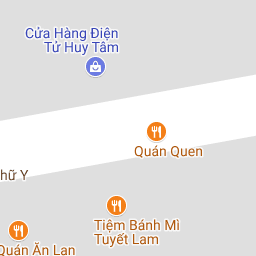 Cửa Hàng Điện
Tử Huy Tâm
Quán Quen
hữ Y
Tiệm Bánh Mì
Tuyết Lam
Quán Ăn Lan